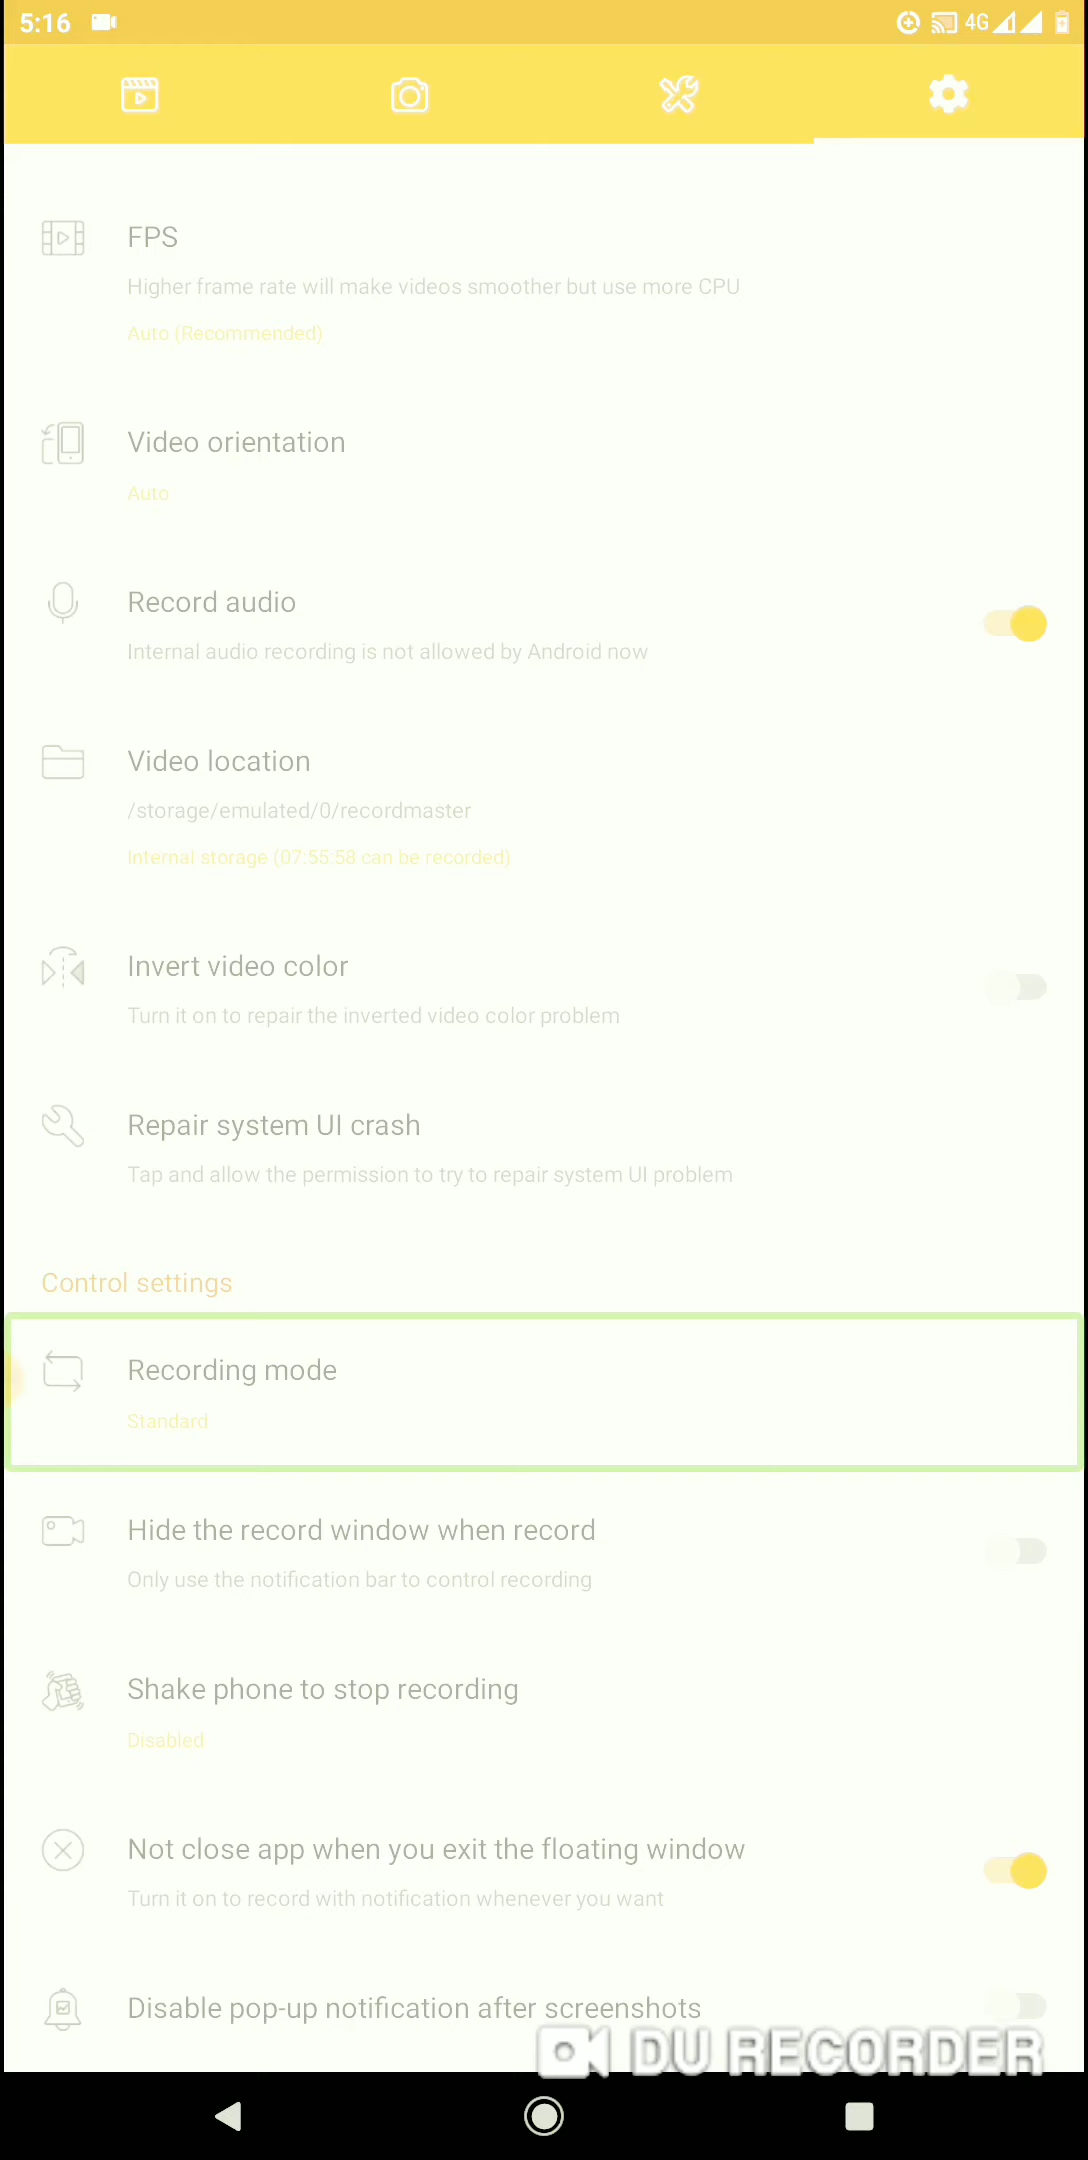 5:16
4G
FPS
Higher frame rate will make videos smoother but use more CPU
Auto (Recommended)
Video orientation
Auto
Record audio
Internal audio recording is not allowed by Android now
Video location
/storage/emulated/0/recordmaster
Internal storage (07:55:58 can be recorded)
Invert video color
Turn it on to repair the inverted video color problem
Repair system UI crash
Tap and allow the permission to try to repair system UI problem
Control settings
Recording mode
Standard
Hide the record window when record
Only use the notification bar to control recording
Shake phone to stop recording
Disabled
Not close app when you exit the floating window
Turn it on to record with notification whenever you want
Disable pop-up notification after screenshots
DU RECORDER